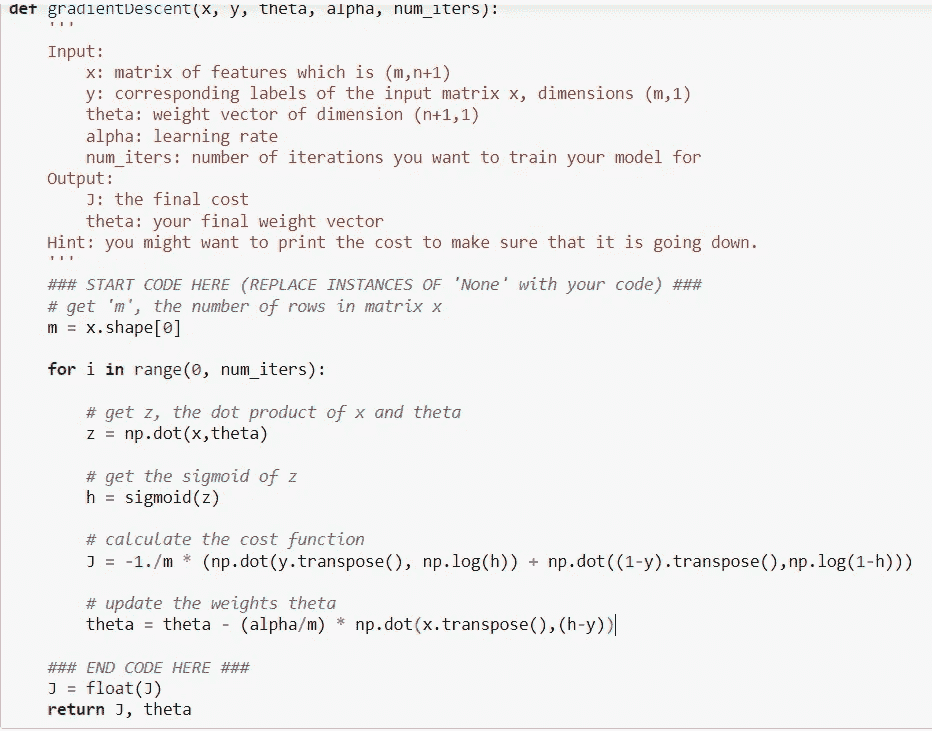 def gradientDescent(x, y, theta, alpha, num_iters):
'''
Input:
x: matrix of features which is (m,n+1)
y: corresponding labels of the input matrix x, dimensions (m,1)
theta: weight vector of dimension (n+1,1)
alpha: learning rate
num_iters: number of iterations you want to train your model for
Output:
J: the final cost
theta: your final weight vector
Hint: you might want to print the cost to make sure that it is going down.
'''
### START CODE HERE (REPLACE INSTANCES OF 'None' with your code) ###
# get 'm', the number of rows in matrix x
m = x.shape[0]
for i in range(0, num_iters):
# get z, the dot product of x and theta
z = np.dot(x,theta)
# get the sigmoid of z
h = sigmoid(z)
# calculate the cost function
J = -1./m * (np.dot(y.transpose(), np.log(h)) + np.dot((1-y).transpose(),np.log(1-h)))
# update the weights theta
theta = theta - (alpha/m) * np.dot(x.transpose(),(h-y))
### END CODE HERE ###
J = float(J)
return J, theta